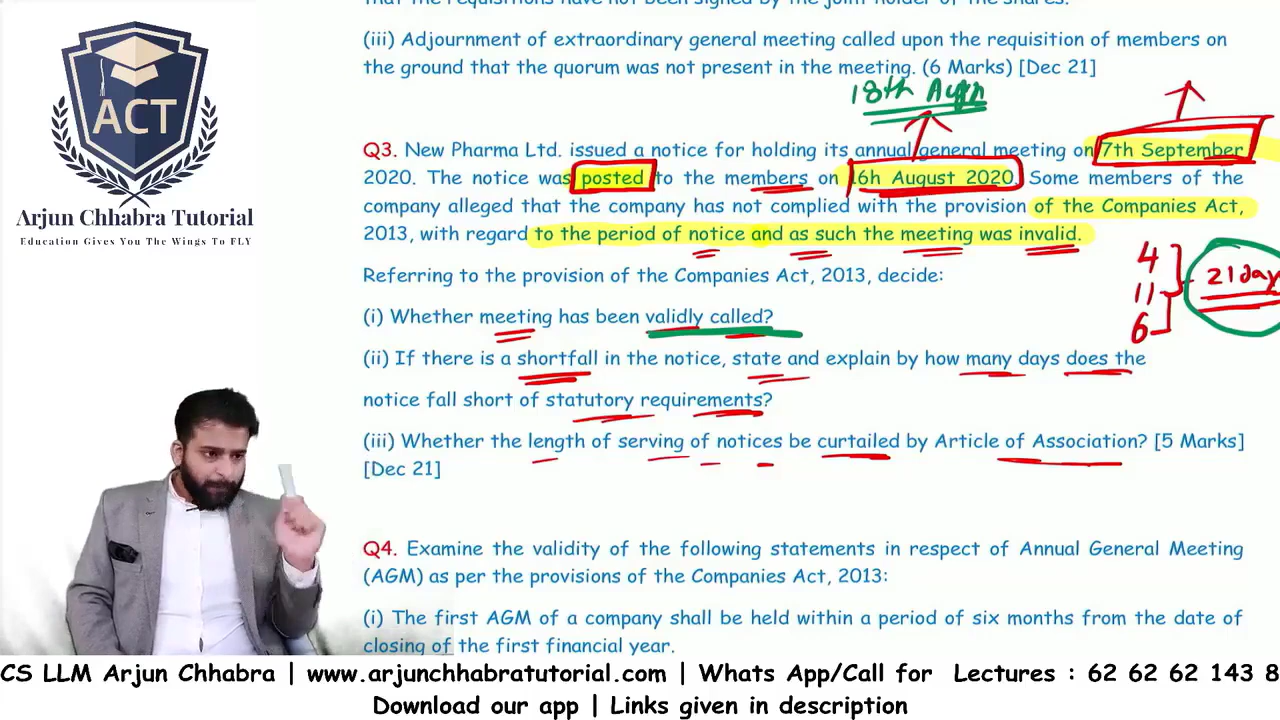 that the requisitions have not been signed by the joint holder of the shares.
(iii) Adjournment of extraordinary general meeting called upon the requisition of members on
the ground that the quorum was not present in the meeting. (6 Marks) [Dec 21]
18th Aug
Q3. New Pharma Ltd. issued a notice for holding its annual general meeting on 7th September
2020. The notice was posted to the members on 16h August 2020. Some members of the
company alleged that the company has not complied with the provision of the Companies Act,
2013, with regard to the period of notice and as such the meeting was invalid.
Referring to the provision of the Companies Act, 2013, decide:
4
11
6
21 day
(i) Whether meeting has been validly called?
(ii) If there is a shortfall in the notice, state and explain by how many days does the
notice fall short of statutory requirements?
(iii) Whether the length of serving of notices be curtailed by Article of Association? [5 Marks]
[Dec 21]
Q4. Examine the validity of the following statements in respect of Annual General Meeting
(AGM) as per the provisions of the Companies Act, 2013:
(i) The first AGM of a company shall be held within a period of six months from the date of
closing of the first financial year.
ACT
Arjun Chhabra Tutorial
Education Gives You The Wings To FLY
CS LLM Arjun Chhabra | www.arjunchhabratutorial.com | Whats App/Call for Lectures : 62 62 62 143 8
Download our app | Links given in description